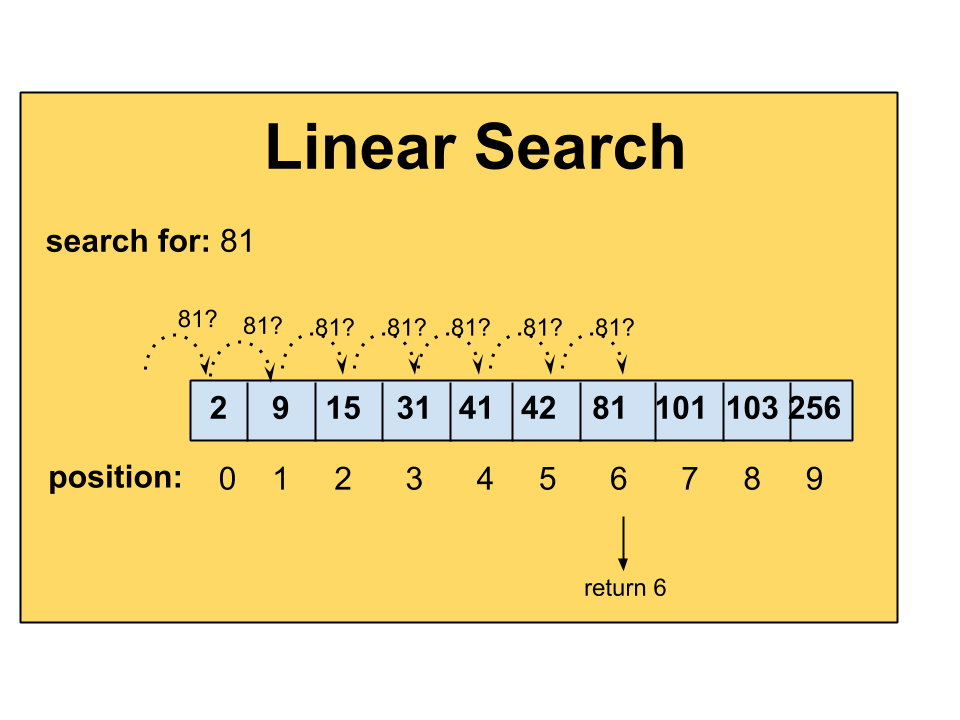 Linear Search
search for: 81
81? 81? 81? 81? 81? 81? 81?
2 9 15 31 41 42 81 101 103 256
position: 0 1 2 3 4 5 6 7 8 9
return 6